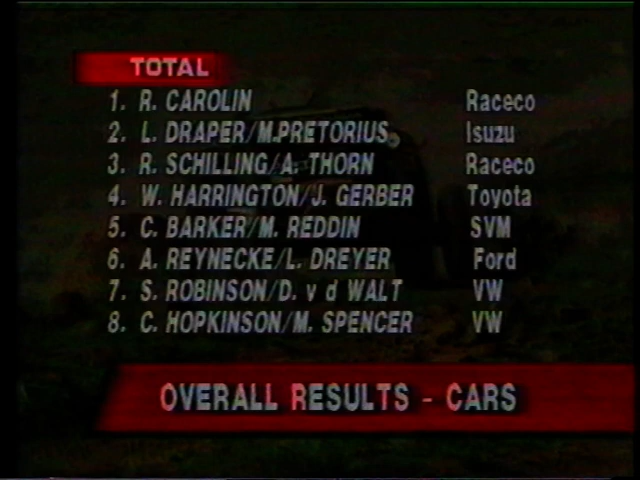 TOTAL
1. R. CAROLIN Raceco
2. L. DRAPER/M.PRETORIUS Isuzu
3. R. SCHILLING/A. THORN Raceco
4. W. HARRINGTON/J. GERBER Toyota
5. C. BARKER/M. REDDIN SVM
6. A. REYNECKE/L. DREYER Ford
7. S. ROBINSON/D. v d WALT VW
8. C. HOPKINSON/M. SPENCER VW
OVERALL RESULTS - CARS